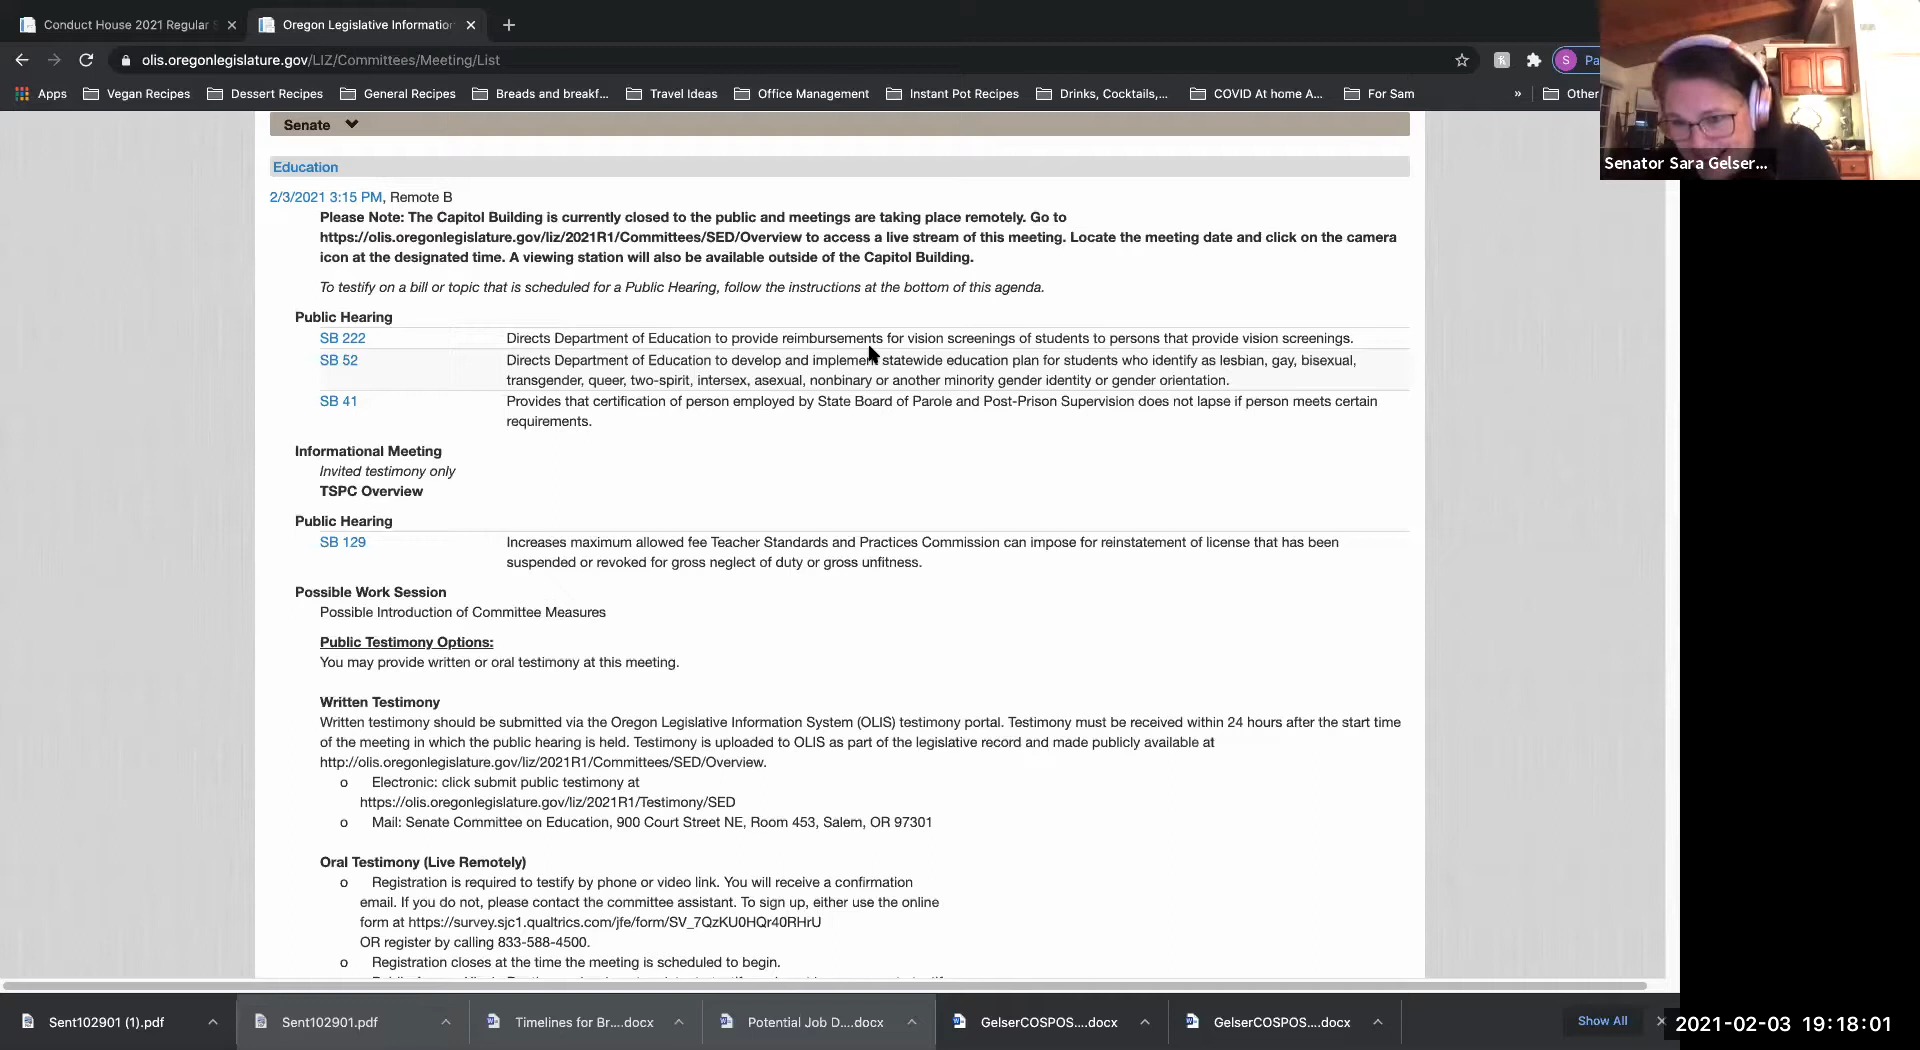 Conduct House 2021 Regular S
Oregon Legislative Informatio
olis.oregonlegislature.gov/LIZ/Committees/Meeting/List
S
Pa
Apps
Vegan Recipes
Dessert Recipes
General Recipes
Breads and breakf...
Travel Ideas
Office Management
Instant Pot Recipes
Drinks, Cocktails,...
COVID At home A...
For Sam
»
Other
Senator Sara Gelser...
Senate
Education
2/3/2021 3:15 PM, Remote B
Please Note: The Capitol Building is currently closed to the public and meetings are taking place remotely. Go to
https://olis.oregonlegislature.gov/liz/2021R1/Committees/SED/Overview to access a live stream of this meeting. Locate the meeting date and click on the camera
icon at the designated time. A viewing station will also be available outside of the Capitol Building.
To testify on a bill or topic that is scheduled for a Public Hearing, follow the instructions at the bottom of this agenda.
Public Hearing
SB 222 Directs Department of Education to provide reimbursements for vision screenings of students to persons that provide vision screenings.
SB 52 Directs Department of Education to develop and implement statewide education plan for students who identify as lesbian, gay, bisexual,
transgender, queer, two-spirit, intersex, asexual, nonbinary or another minority gender identity or gender orientation.
SB 41 Provides that certification of person employed by State Board of Parole and Post-Prison Supervision does not lapse if person meets certain
requirements.
Informational Meeting
Invited testimony only
TSPC Overview
Public Hearing
SB 129 Increases maximum allowed fee Teacher Standards and Practices Commission can impose for reinstatement of license that has been
suspended or revoked for gross neglect of duty or gross unfitness.
Possible Work Session
Possible Introduction of Committee Measures
Public Testimony Options:
You may provide written or oral testimony at this meeting.
Written Testimony
Written testimony should be submitted via the Oregon Legislative Information System (OLIS) testimony portal. Testimony must be received within 24 hours after the start time
of the meeting in which the public hearing is held. Testimony is uploaded to OLIS as part of the legislative record and made publicly available at
http://olis.oregonlegislature.gov/liz/2021R1/Committees/SED/Overview.
o Electronic: click submit public testimony at
https://olis.oregonlegislature.gov/liz/2021R1/Testimony/SED
o Mail: Senate Committee on Education, 900 Court Street NE, Room 453, Salem, OR 97301
Oral Testimony (Live Remotely)
o Registration is required to testify by phone or video link. You will receive a confirmation
email. If you do not, please contact the committee assistant. To sign up, either use the online
form at https://survey.sjc1.qualtrics.com/jfe/form/SV_7QzKU0HQr40RHrU
OR register by calling 833-588-4500.
o Registration closes at the time the meeting is scheduled to begin.
Sent102901 (1).pdf
Sent102901.pdf
Timelines for Br....docx
Potential Job D....docx
GelserCOSPOS....docx
GelserCOSPOS....docx
Show All
2021-02-03 19:18:01